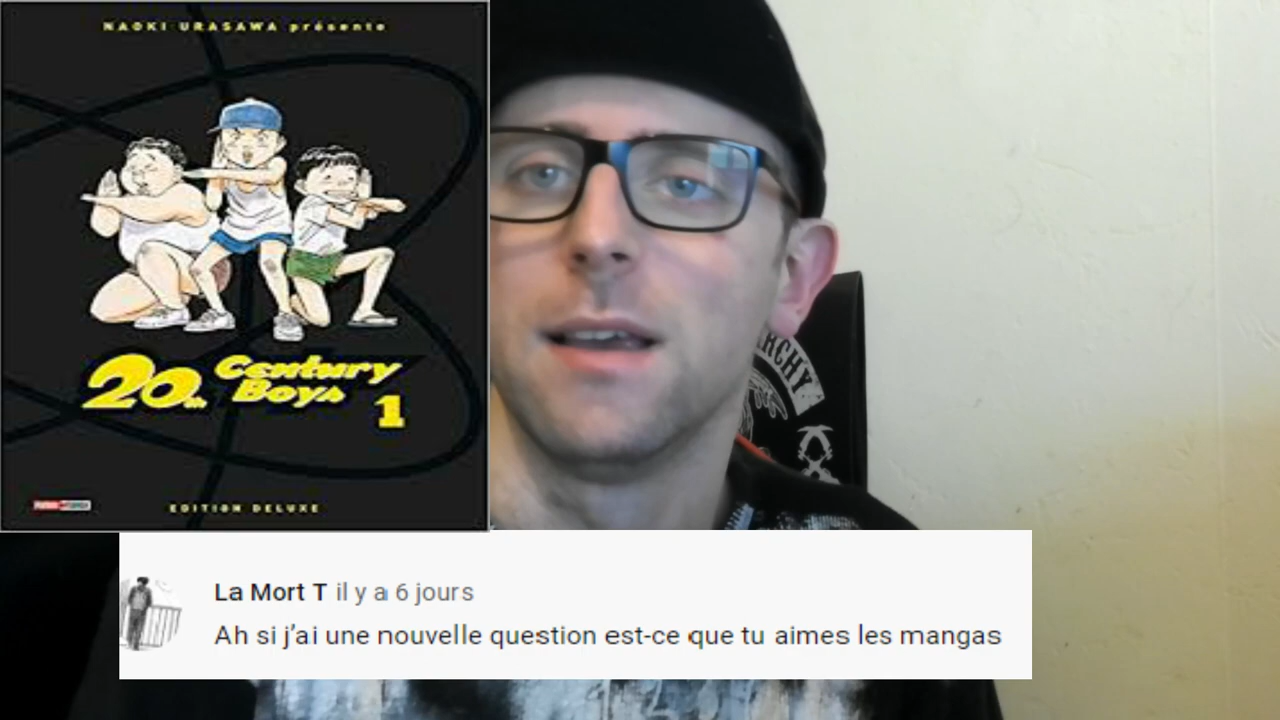 NAOKI URASAWA présente
20th Century Boys 1
EDITION DELUXE
ARCHY
La Mort T il y a 6 jours
Ah si j'ai une nouvelle question est-ce que tu aimes les mangas